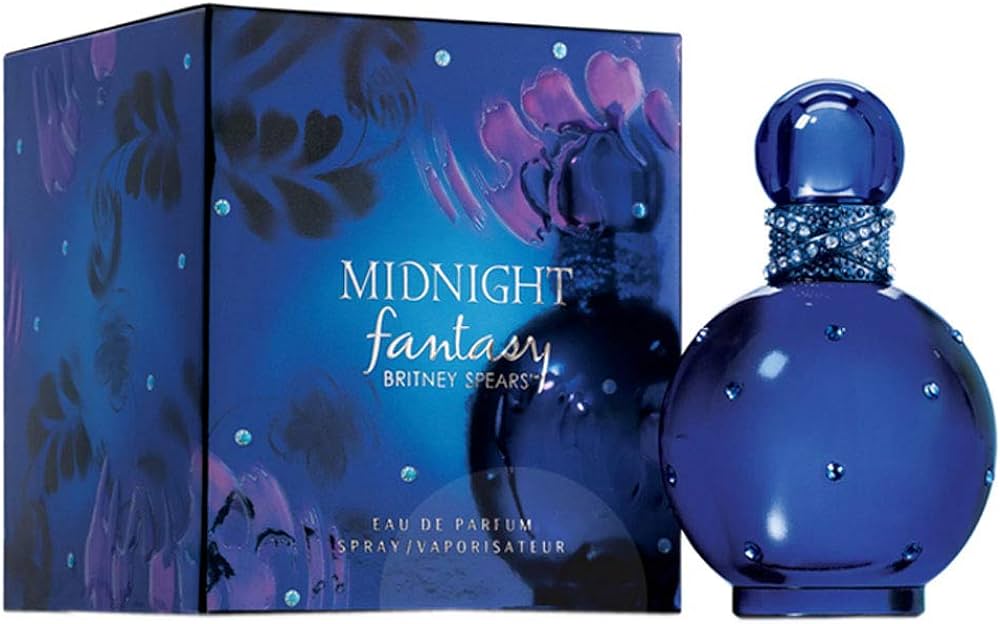 MIDNIGHT
fantasy
BRITNEY SPEARS™
EAU DE PARFUM
SPRAY/VAPORISATEUR